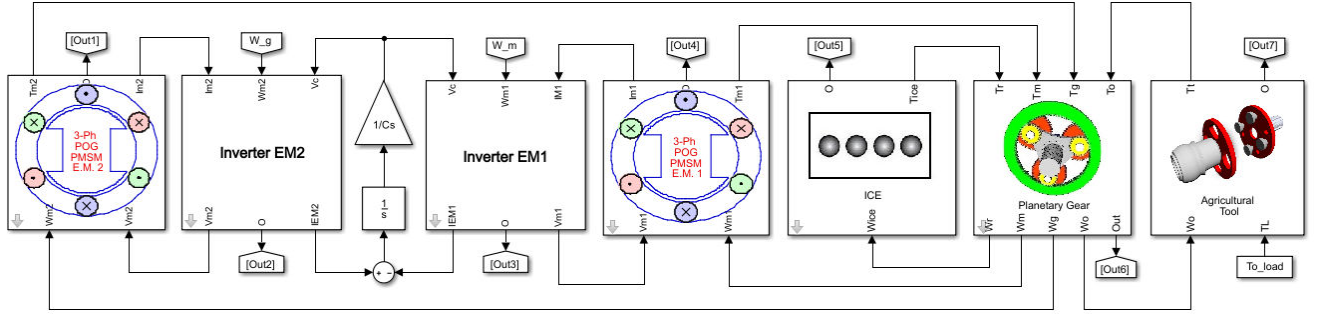 [Out1]
W_g
W_m
[Out4]
[Out5]
[Out7]
Tm2
O
Im2
Im2
Wm2
Vc
Vc
Wm1
IM1
Im1
O
Tm1
O
Tice
Tr
Tm
Tg
To
Tt
O
3-Ph
POG
PMSM
E.M. 2
Inverter EM2
1/Cs
Inverter EM1
3-Ph
POG
PMSM
E.M. 1
ICE
Planetary Gear
Agricultural
Tool
1
s
Wm2
Vm2
Vm2
O
IEM2
IEM1
O
Vm1
Vm1
Wm1
Wice
Wr
Wm
Wg
Wo
Out
Wo
TL
+ −
[Out2]
[Out3]
[Out6]
To_load